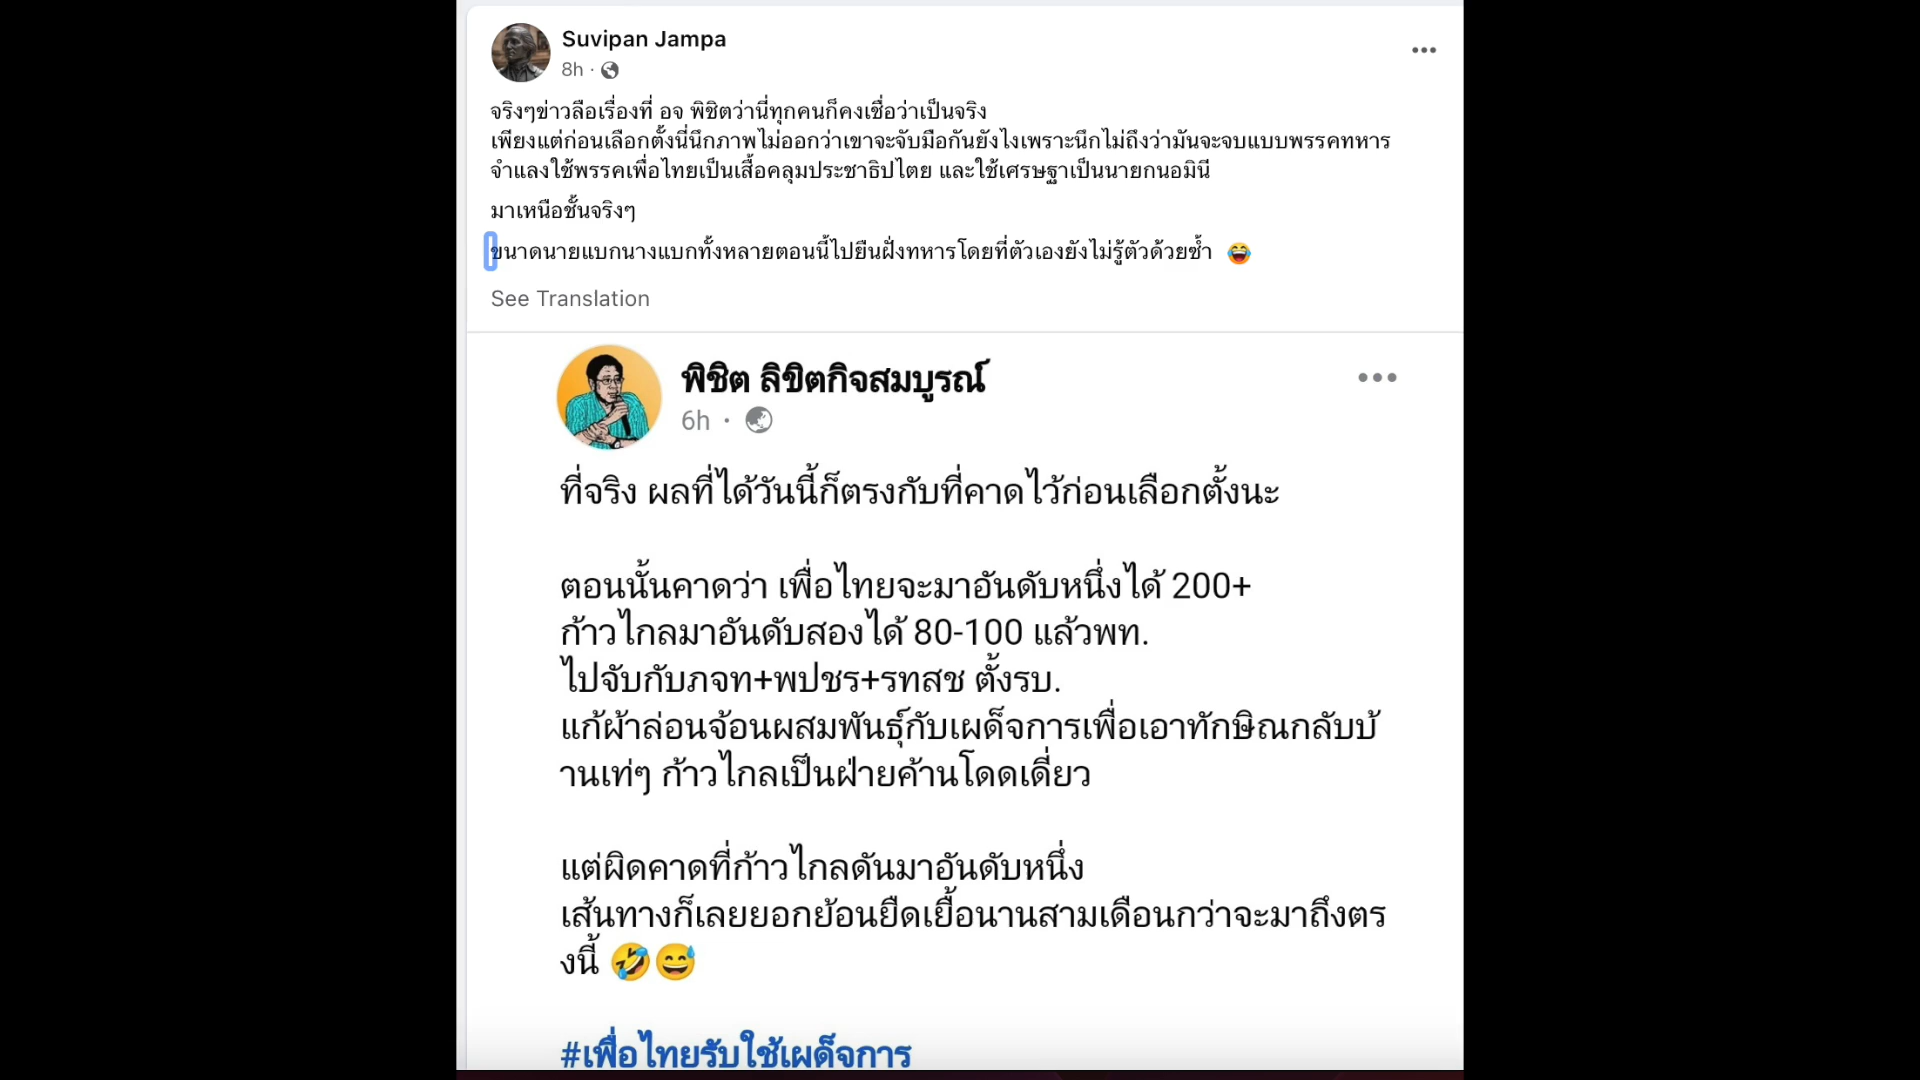 Suvipan Jampa
8h ·
จริงๆข่าวลือเรื่องที่ อจ พิชิตว่านี่ทุกคนก็คงเชื่อว่าเป็นจริง
เพียงแต่ก่อนเลือกตั้งนี่นึกภาพไม่ออกว่าเขาจะจับมือกันยังไงเพราะนึกไม่ถึงว่ามันจะจบแบบพรรคทหาร
จำแลงใช้พรรคเพื่อไทยเป็นเสื้อคลุมประชาธิปไตย และใช้เศรษฐาเป็นนายกนอมินี
มาเหนือชั้นจริงๆ
ขนาดนายแบกนางแบกทั้งหลายตอนนี้ไปยืนฝั่งทหารโดยที่ตัวเองยังไม่รู้ตัวด้วยซ้ำ 😂
See Translation
พิชิต ลิขิตกิจสมบูรณ์
6h ·
ที่จริง ผลที่ได้วันนี้ก็ตรงกับที่คาดไว้ก่อนเลือกตั้งนะ
ตอนนั้นคาดว่า เพื่อไทยจะมาอันดับหนึ่งได้ 200+
ก้าวไกลมาอันดับสองได้ 80-100 แล้วพท.
ไปจับกับภจท+พปชร+รทสช ตั้งรบ.
แก้ผ้าล่อนจ้อนผสมพันธุ์กับเผด็จการเพื่อเอาทักษิณกลับบ้
านเท่ๆ ก้าวไกลเป็นฝ่ายค้านโดดเดี่ยว
แต่ผิดคาดที่ก้าวไกลดันมาอันดับหนึ่ง
เส้นทางก็เลยยอกย้อนยืดเยื้อนานสามเดือนกว่าจะมาถึงตร
งนี้ 🤣😅
#เพื่อไทยรับใช้เผด็จการ